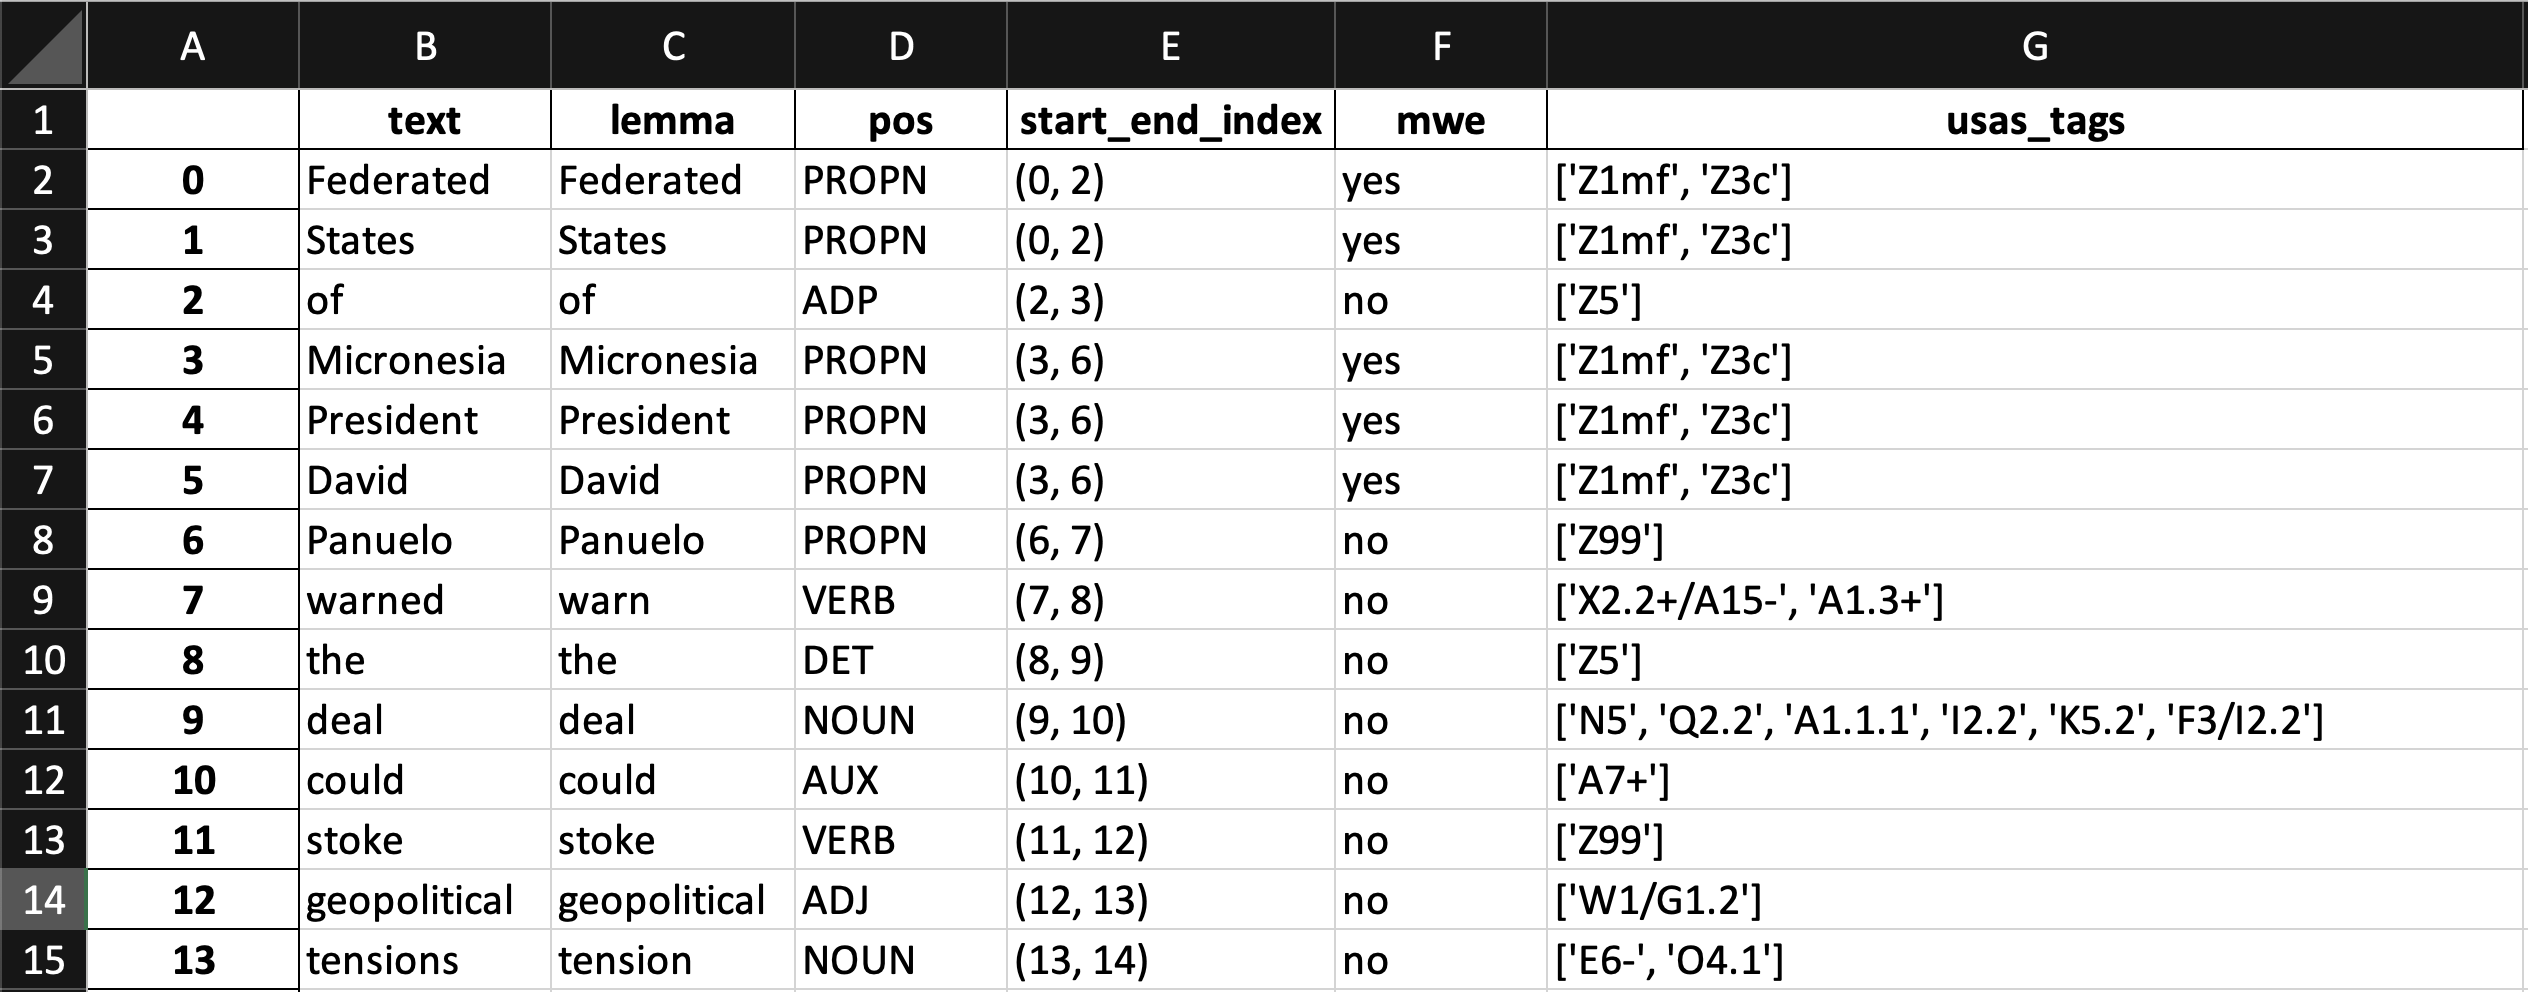 A B C D E F G
1 text lemma pos start_end_index mwe usas_tags
2 0 Federated Federated PROPN (0, 2) yes ['Z1mf', 'Z3c']
3 1 States States PROPN (0, 2) yes ['Z1mf', 'Z3c']
4 2 of of ADP (2, 3) no ['Z5']
5 3 Micronesia Micronesia PROPN (3, 6) yes ['Z1mf', 'Z3c']
6 4 President President PROPN (3, 6) yes ['Z1mf', 'Z3c']
7 5 David David PROPN (3, 6) yes ['Z1mf', 'Z3c']
8 6 Panuelo Panuelo PROPN (6, 7) no ['Z99']
9 7 warned warn VERB (7, 8) no ['X2.2+/A15-', 'A1.3+']
10 8 the the DET (8, 9) no ['Z5']
11 9 deal deal NOUN (9, 10) no ['N5', 'Q2.2', 'A1.1.1', 'I2.2', 'K5.2', 'F3/I2.2']
12 10 could could AUX (10, 11) no ['A7+']
13 11 stoke stoke VERB (11, 12) no ['Z99']
14 12 geopolitical geopolitical ADJ (12, 13) no ['W1/G1.2']
15 13 tensions tension NOUN (13, 14) no ['E6-', 'O4.1']